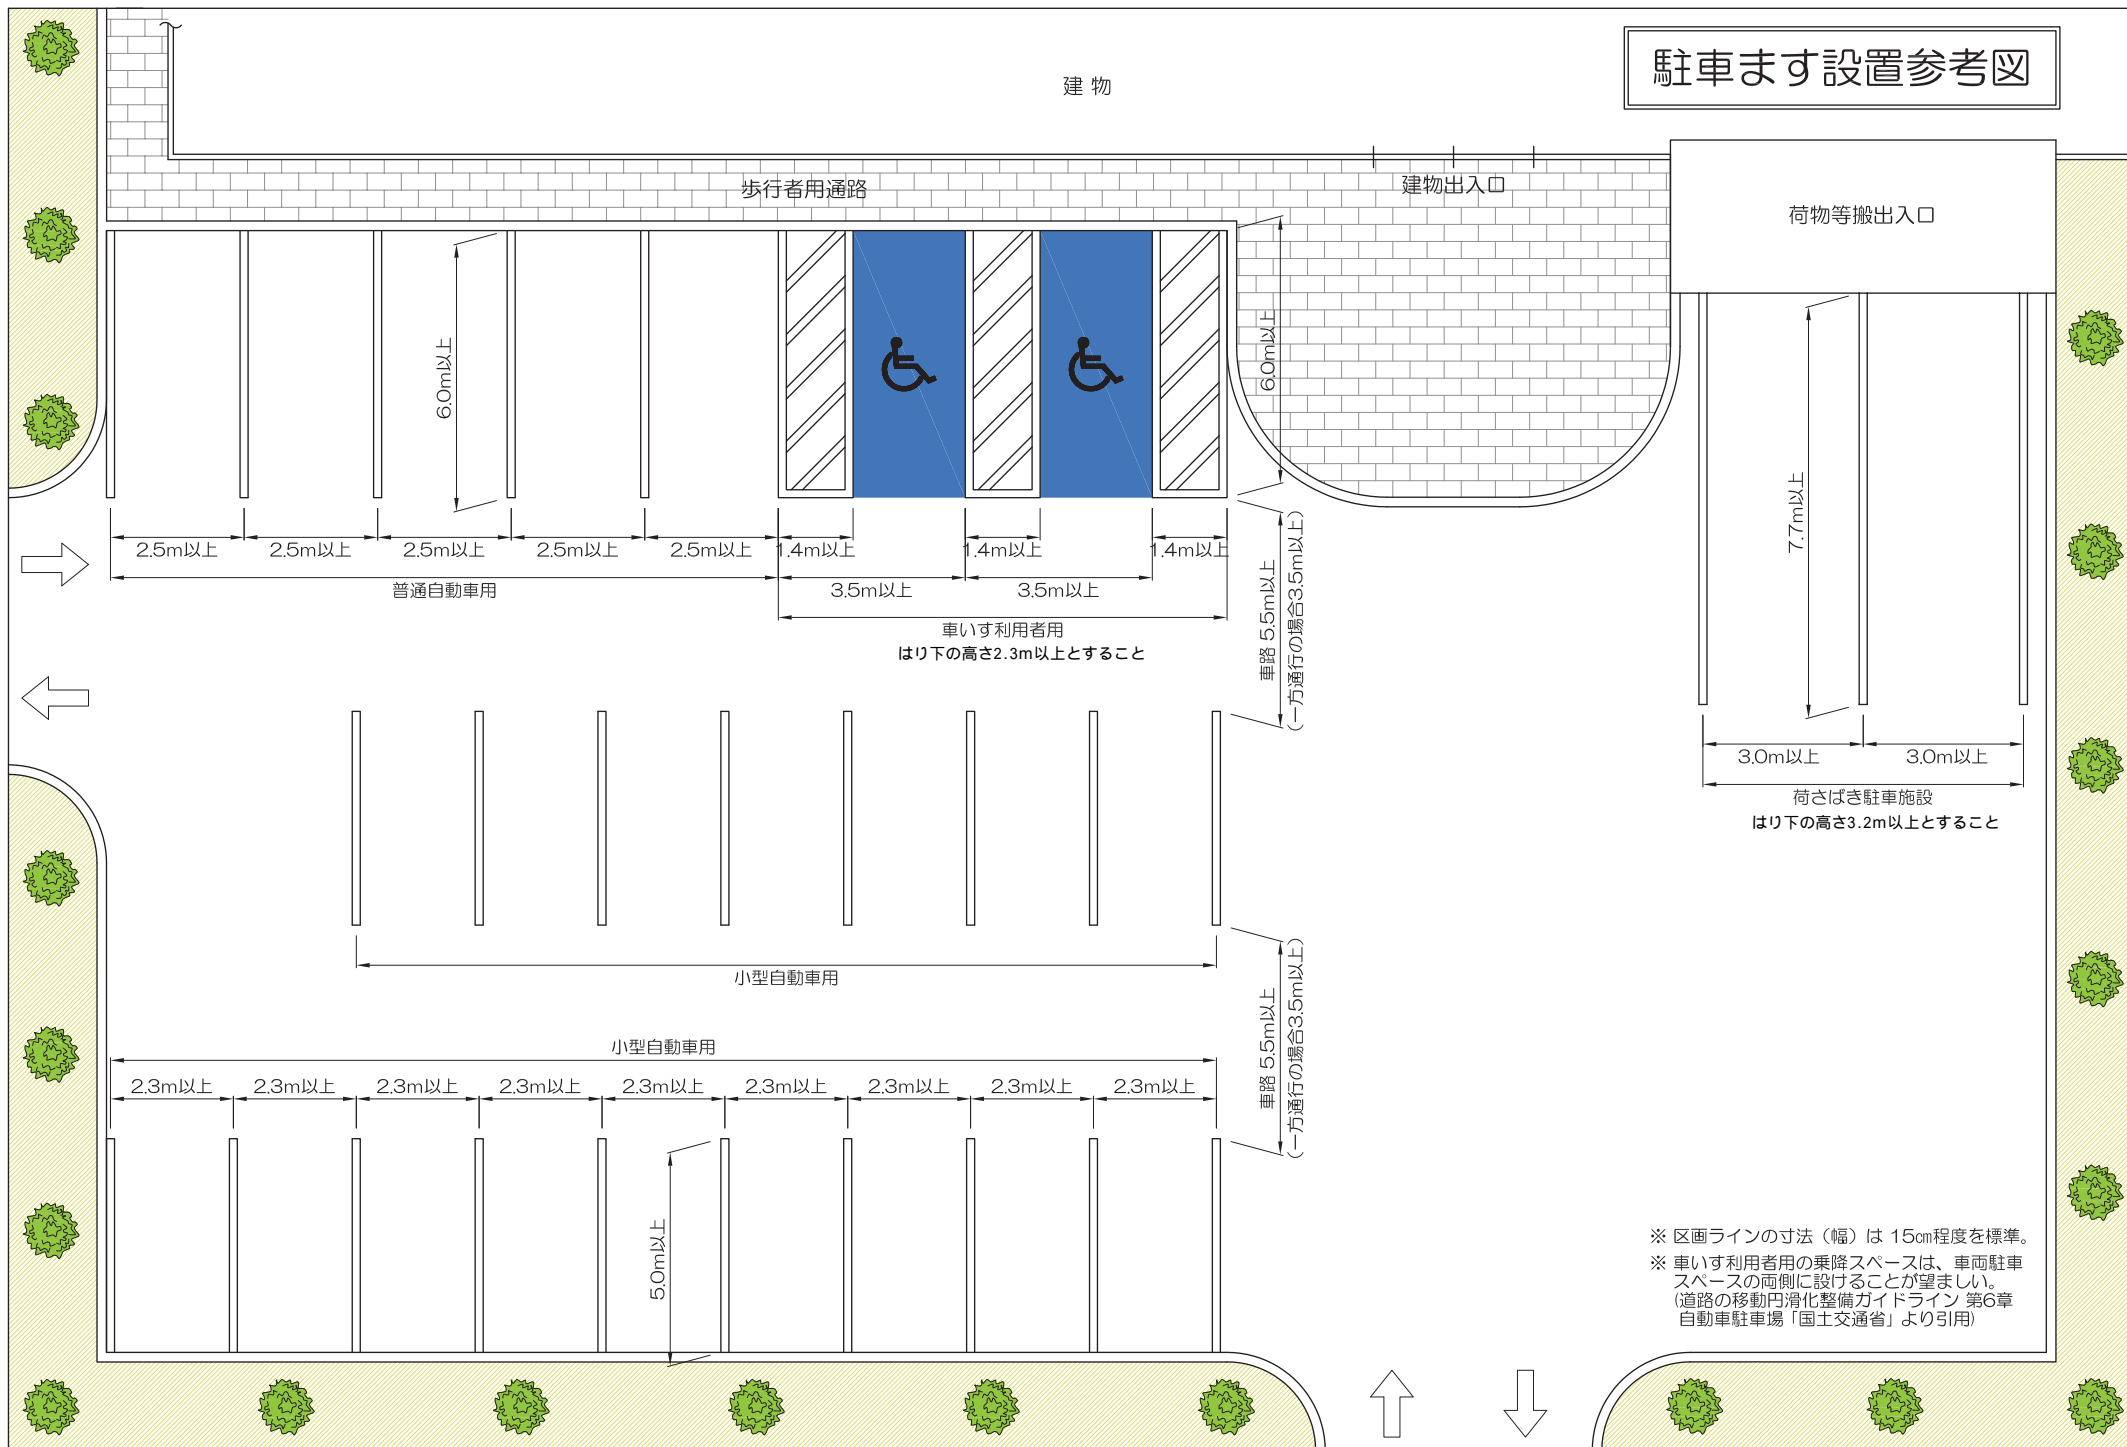 駐車ます設置参考図
建 物
歩行者用通路
建物出入口
荷物等搬出入口
6.0m以上
6.0m以上
7.7m以上
2.5m以上
2.5m以上
2.5m以上
2.5m以上
2.5m以上
1.4m以上
1.4m以上
1.4m以上
普通自動車用
3.5m以上
3.5m以上
車いす利用者用
はり下の高さ2.3m以上とすること
車路 5.5m以上
(一方通行の場合3.5m以上)
3.0m以上
3.0m以上
荷さばき駐車施設
はり下の高さ3.2m以上とすること
小型自動車用
車路 5.5m以上
(一方通行の場合3.5m以上)
小型自動車用
2.3m以上
2.3m以上
2.3m以上
2.3m以上
2.3m以上
2.3m以上
2.3m以上
2.3m以上
2.3m以上
5.0m以上
※ 区画ラインの寸法（幅）は 15㎝程度を標準。
※ 車いす利用者用の乗降スペースは、車両駐車
スペースの両側に設けることが望ましい。
(道路の移動円滑化整備ガイドライン 第6章
自動車駐車場「国土交通省」より引用)